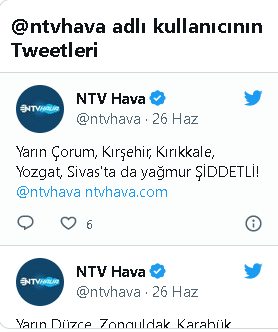 @ntvhava adlı kullanıcının
Tweetleri
NTV Hava
@ntvhava · 26 Haz
Yarın Çorum, Kırşehir, Kırıkkale,
Yozgat, Sivas'ta da yağmur ŞİDDETLİ!
@ntvhava ntvhava.com
6
NTV Hava
@ntvhava · 26 Haz
Yarın Düzce, Zonguldak, Karabük,